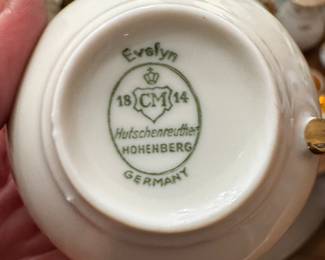 Evelyn
18 CM 14
Hutschenreuther
HOHENBERG
GERMANY